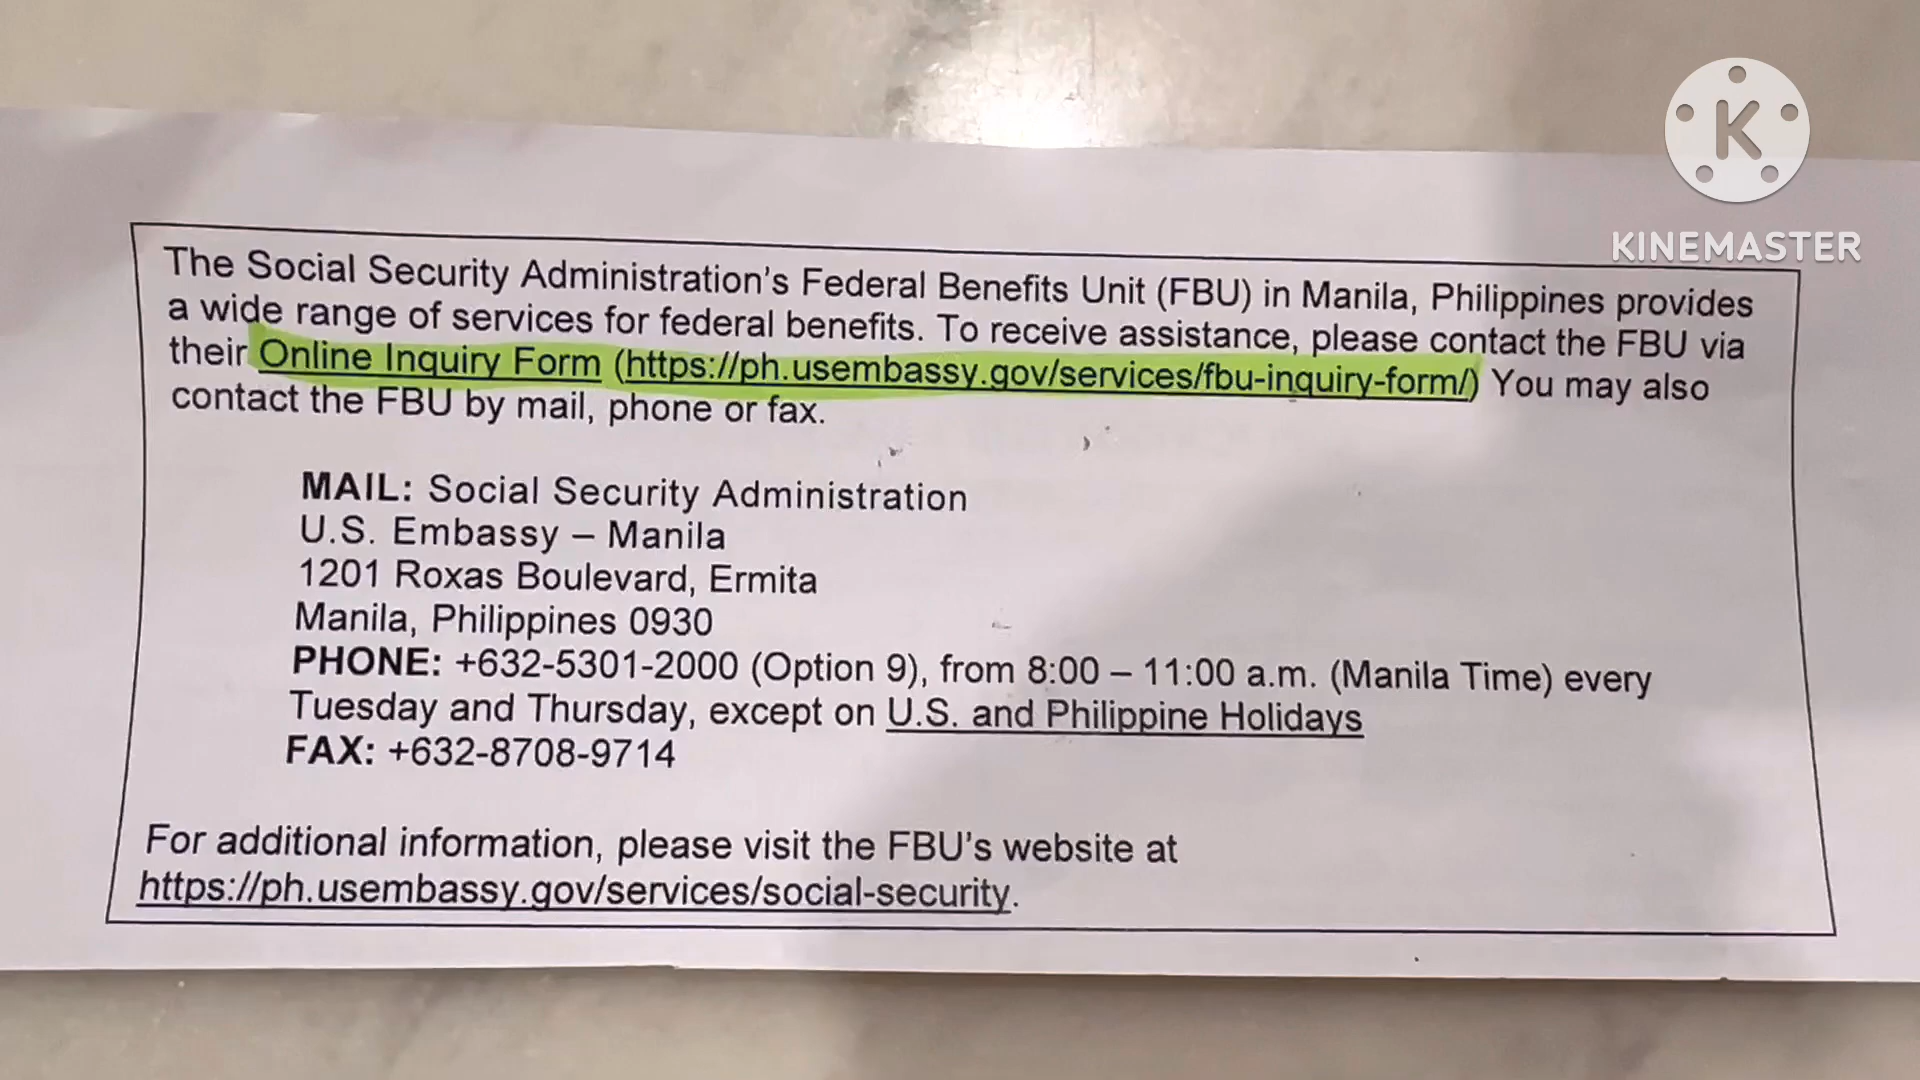 K
KINEMASTER
The Social Security Administration's Federal Benefits Unit (FBU) in Manila, Philippines provides
a wide range of services for federal benefits. To receive assistance, please contact the FBU via
their Online Inquiry Form (https://ph.usembassy.gov/services/fbu-inquiry-form/) You may also
contact the FBU by mail, phone or fax.
MAIL: Social Security Administration
U.S. Embassy – Manila
1201 Roxas Boulevard, Ermita
Manila, Philippines 0930
PHONE: +632-5301-2000 (Option 9), from 8:00 – 11:00 a.m. (Manila Time) every
Tuesday and Thursday, except on U.S. and Philippine Holidays
FAX: +632-8708-9714
For additional information, please visit the FBU's website at
https://ph.usembassy.gov/services/social-security.